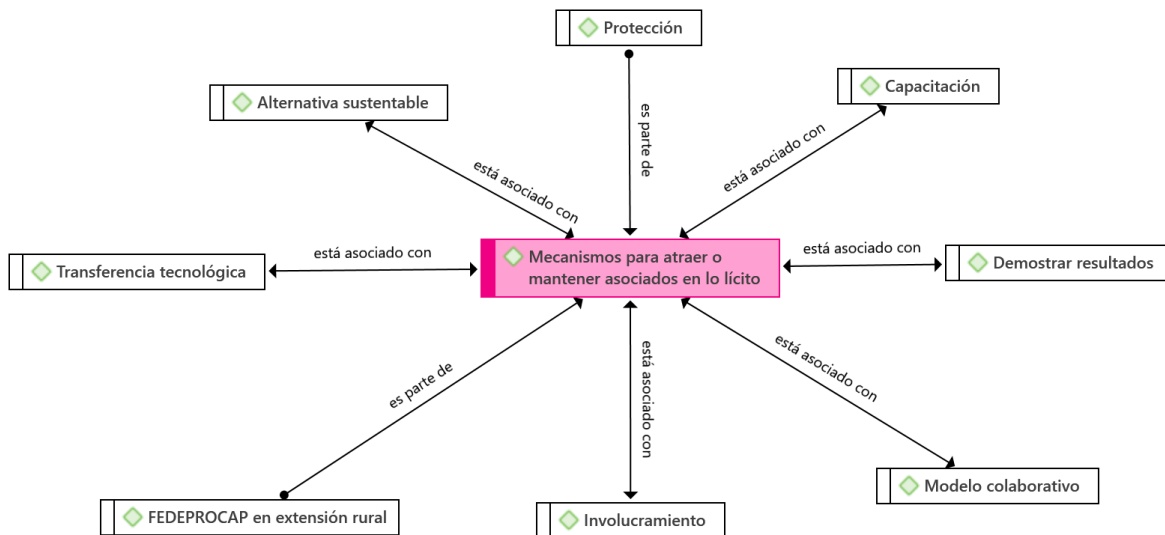 Protección
Capacitación
Alternativa sustentable
es parte de
está asociado con
está asociado con
Mecanismos para atraer o
mantener asociados en lo lícito
está asociado con
está asociado con
Transferencia tecnológica
Demostrar resultados
es parte de
está asociado con
está asociado con
Modelo colaborativo
FEDEPROCAP en extensión rural
Involucramiento